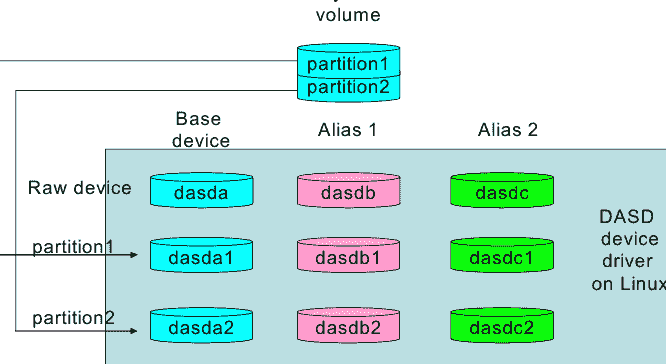 volume
partition1
partition2
Base
device
Alias 1
Alias 2
Raw device
dasda
dasdb
dasdc
partition1
dasda1
dasdb1
dasdc1
DASD
device
driver
on Linux
partition2
dasda2
dasdb2
dasdc2